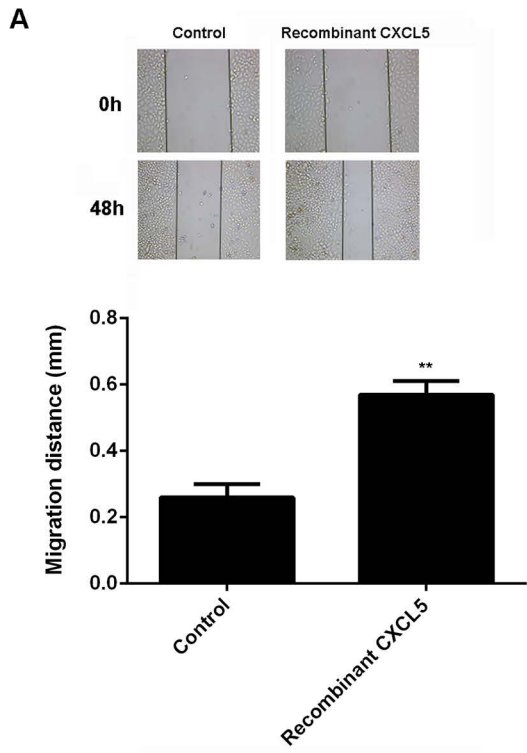 A
Control Recombinant CXCL5
0h
48h
Migration distance (mm)
0.8
0.6
0.4
0.2
0.0
**
Control
Recombinant CXCL5